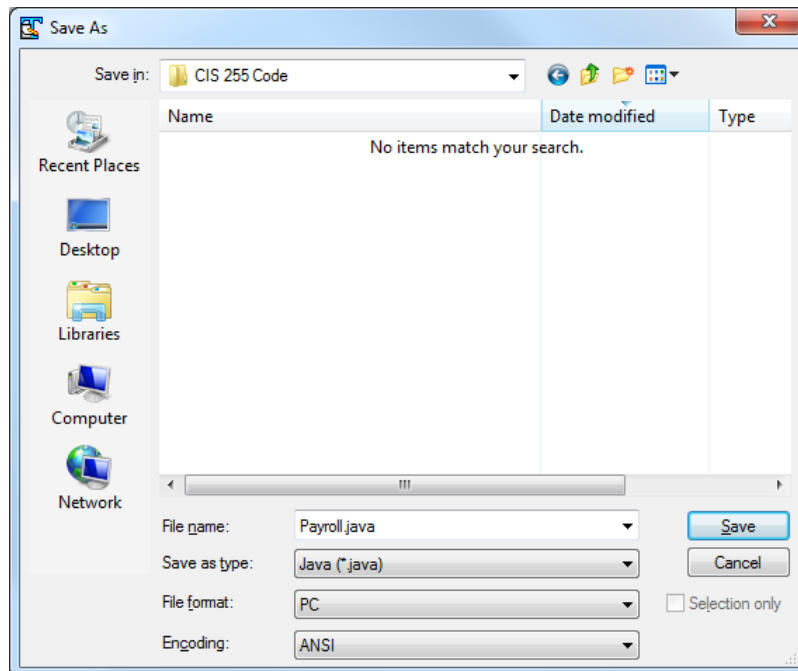 Save As
Save in: CIS 255 Code
Name Date modified Type
No items match your search.
Recent Places
Desktop
Libraries
Computer
Network
File name: Payroll.java Save
Save as type: Java (*.java) Cancel
File format: PC Selection only
Encoding: ANSI